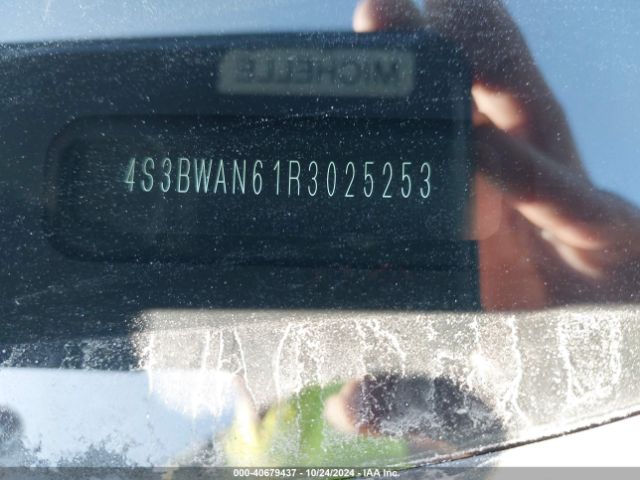 MICHELLE
4S3BWAN61R3025253
000-40679437 - 10/24/2024 - IAA Inc.